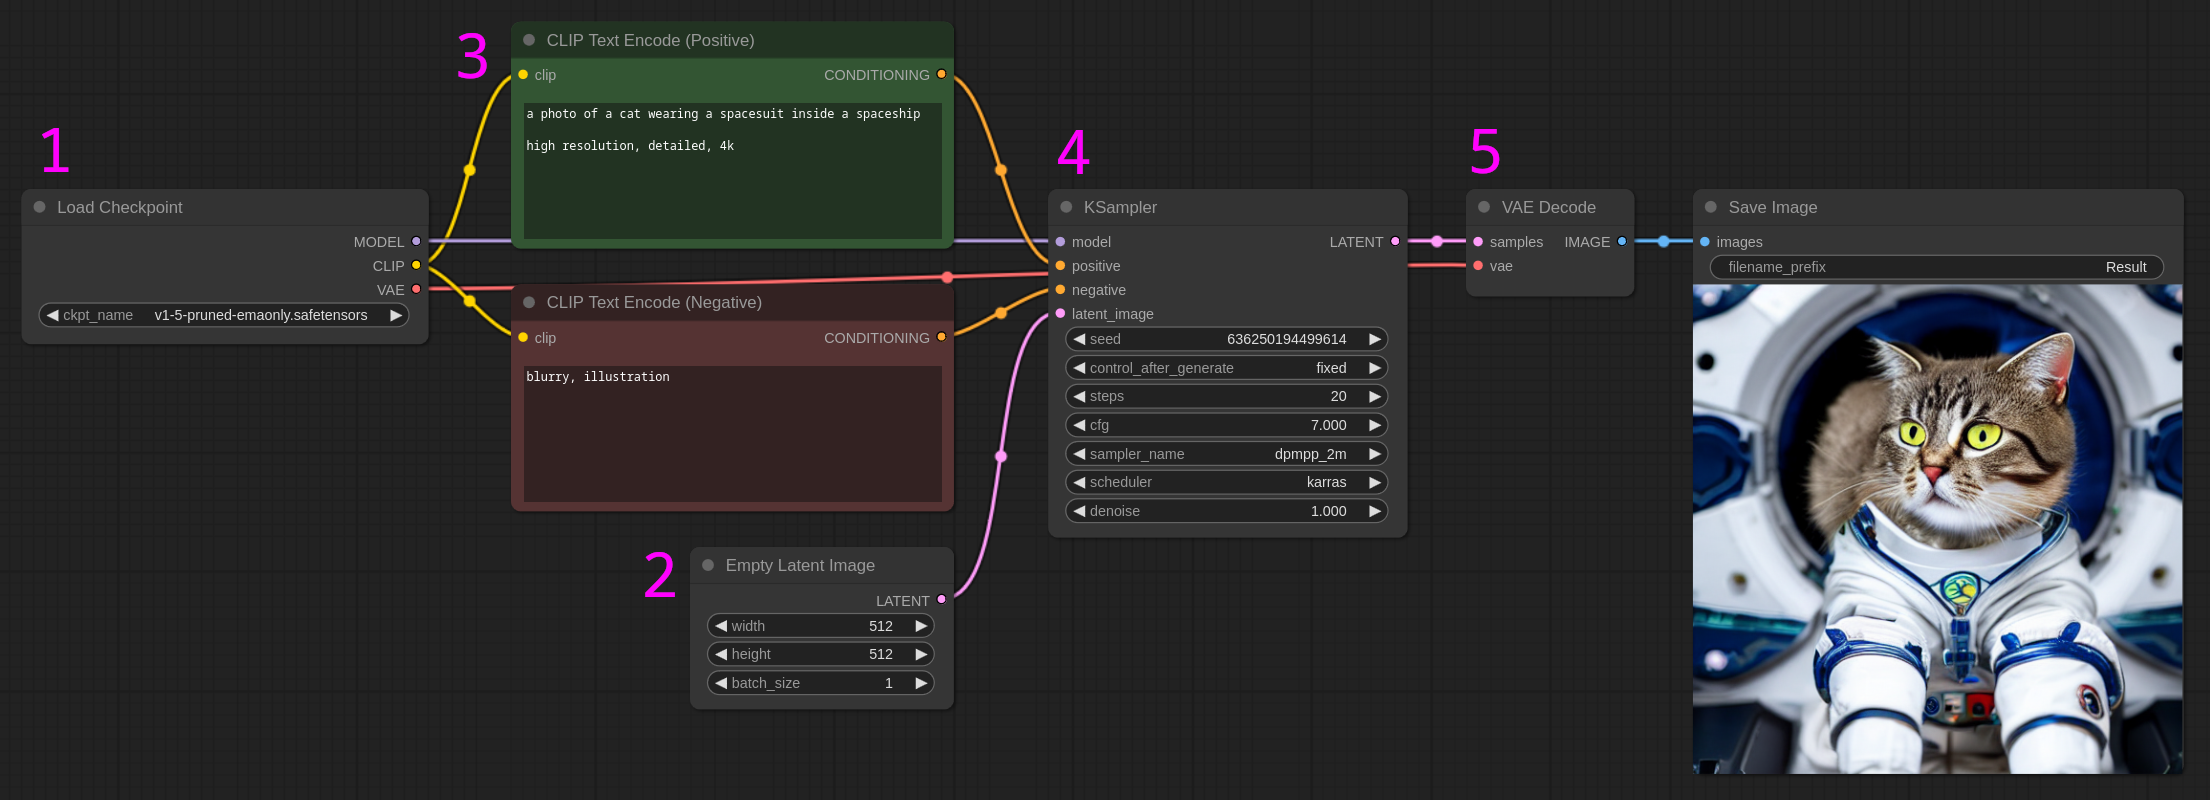 1
Load Checkpoint
MODEL
CLIP
VAE
ckpt_name v1-5-pruned-emaonly.safetensors
3
CLIP Text Encode (Positive)
clip CONDITIONING
a photo of a cat wearing a spacesuit inside a spaceship
high resolution, detailed, 4k
CLIP Text Encode (Negative)
clip CONDITIONING
blurry, illustration
2
Empty Latent Image
LATENT
width 512
height 512
batch_size 1
4
KSampler
model LATENT
positive
negative
latent_image
seed 636250194499614
control_after_generate fixed
steps 20
cfg 7.000
sampler_name dpmpp_2m
scheduler karras
denoise 1.000
5
VAE Decode
samples IMAGE
vae
Save Image
images
filename_prefix Result